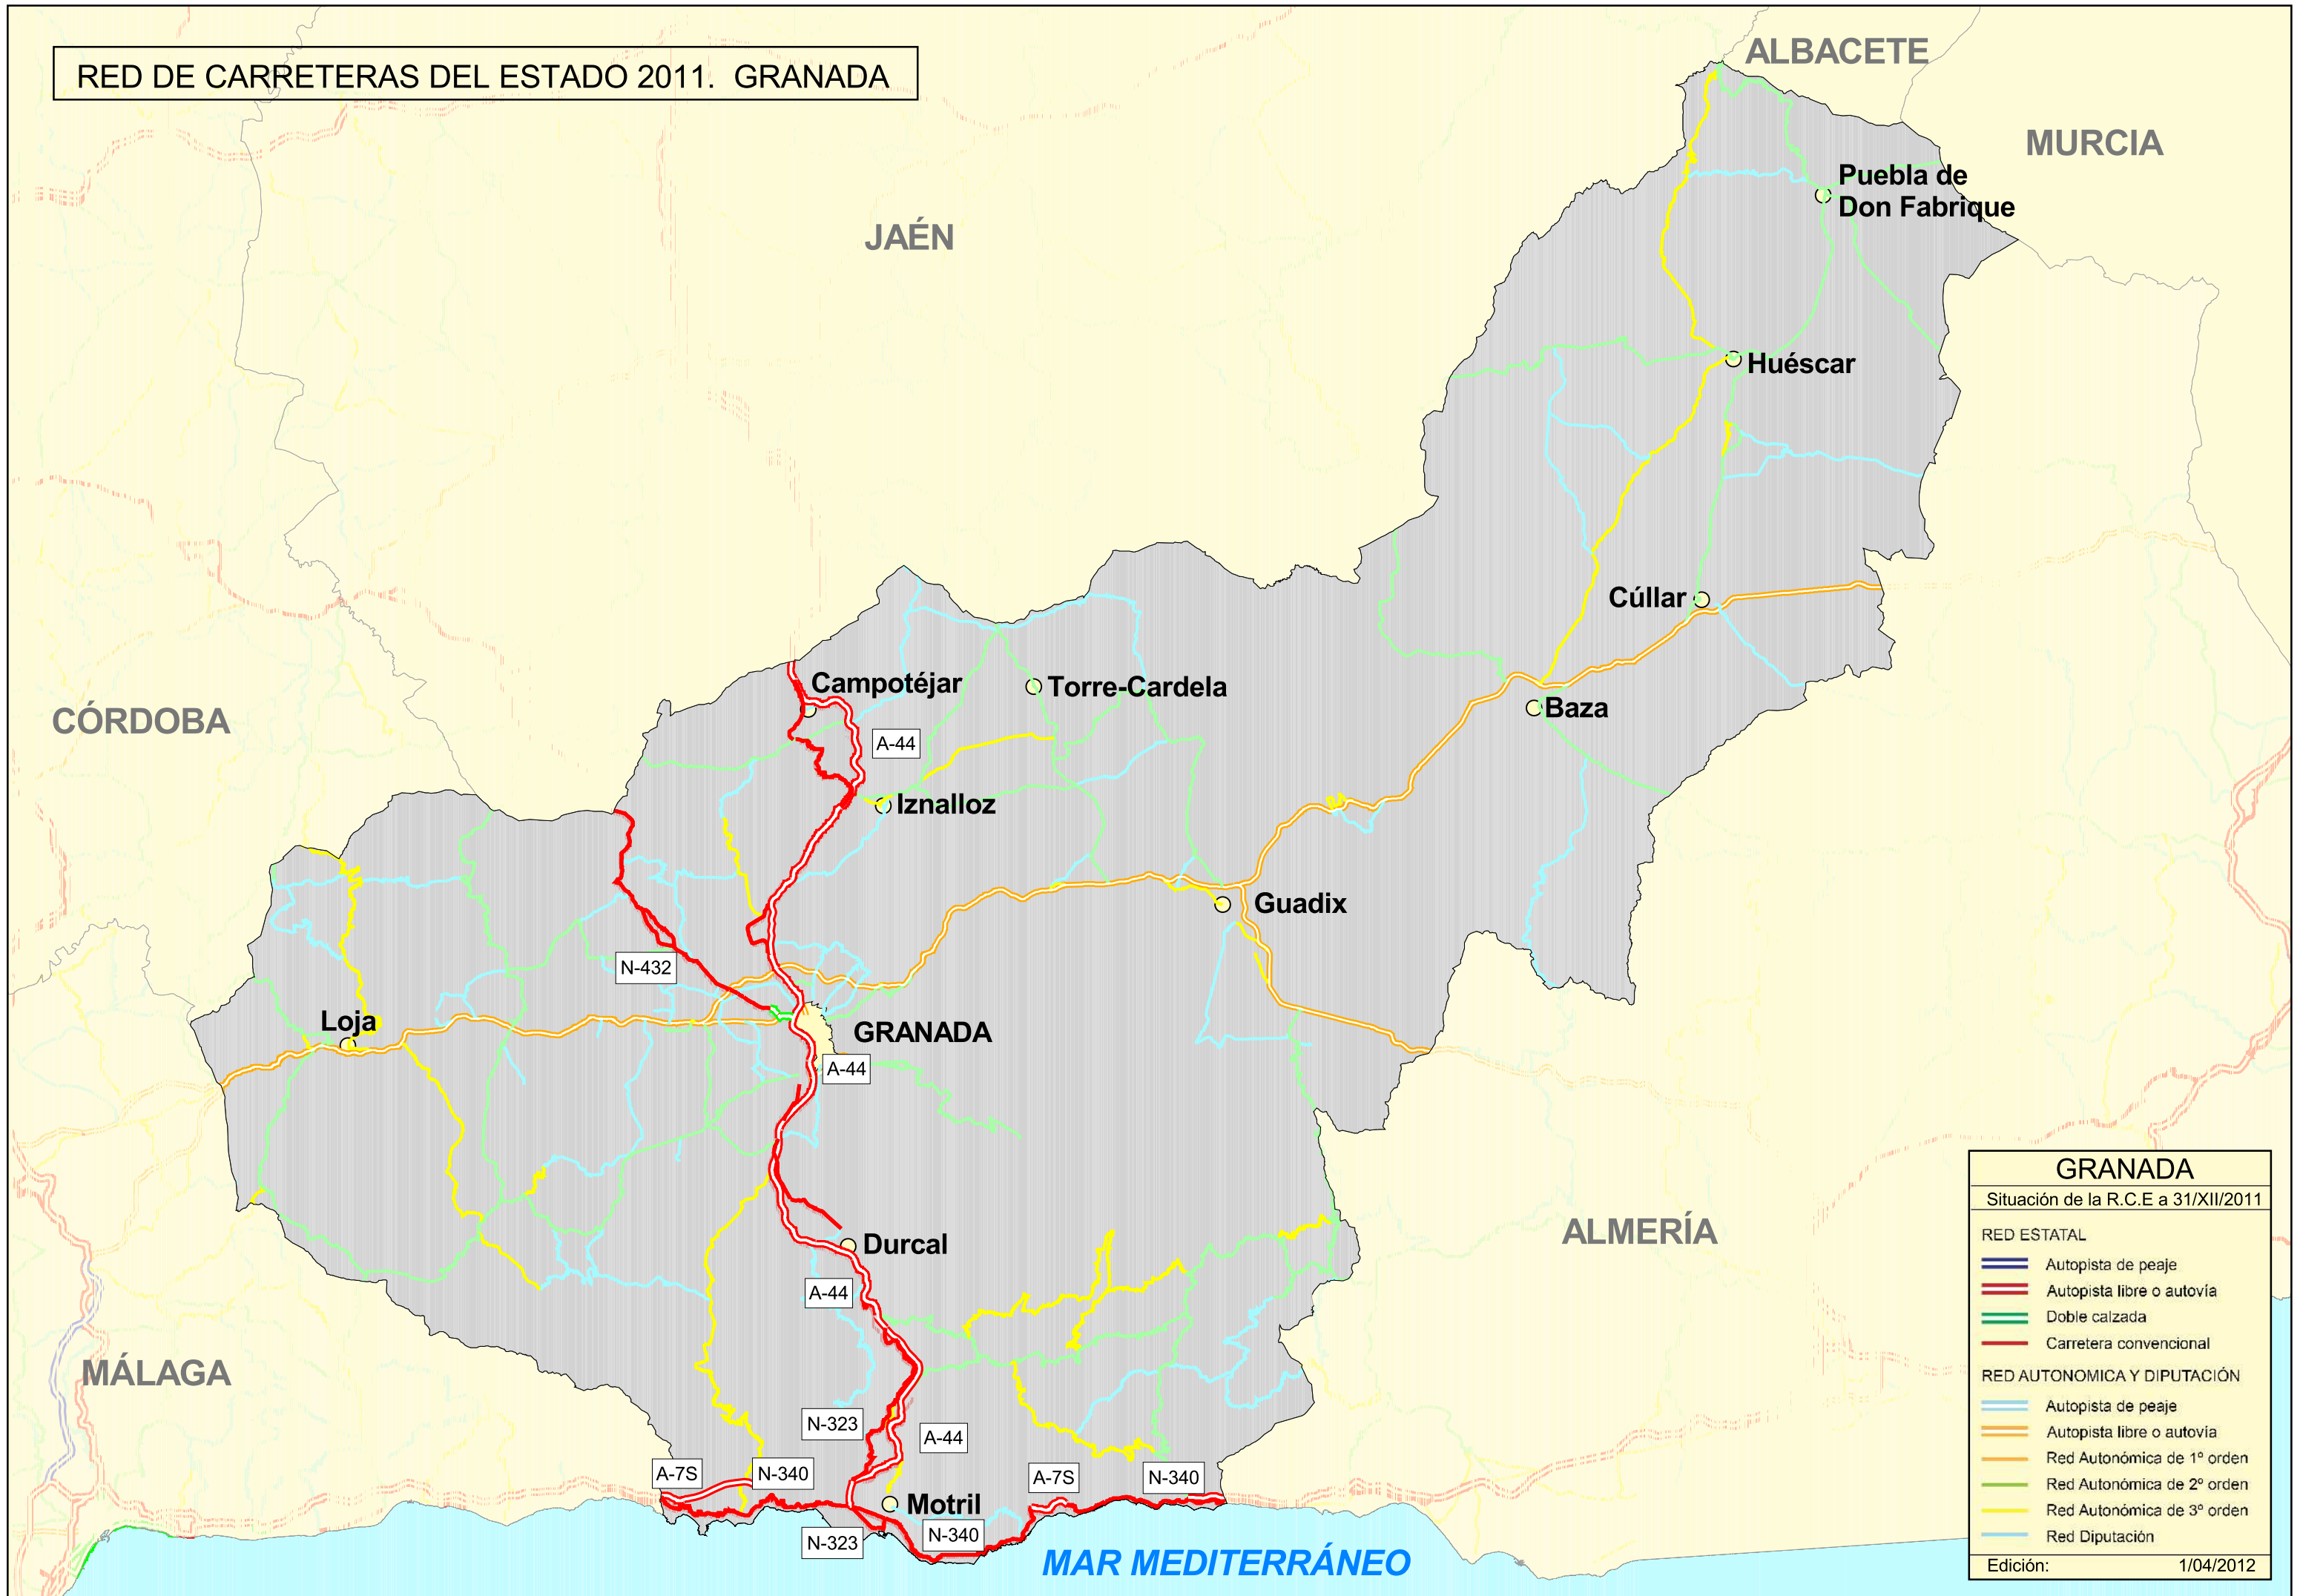 RED DE CARRETERAS DEL ESTADO 2011. GRANADA
ALBACETE
MURCIA
Puebla de
Don Fabrique
JAÉN
Huéscar
Cúllar
Campotéjar
Torre-Cardela
Baza
CÓRDOBA
A-44
Iznalloz
Guadix
N-432
Loja
GRANADA
A-44
Durcal
ALMERÍA
A-44
MÁLAGA
N-323
A-44
A-7S
N-340
A-7S
N-340
Motril
N-323
N-340
MAR MEDITERRÁNEO
GRANADA
Situación de la R.C.E a 31/XII/2011
RED ESTATAL
Autopista de peaje
Autopista libre o autovía
Doble calzada
Carretera convencional
RED AUTONOMICA Y DIPUTACIÓN
Autopista de peaje
Autopista libre o autovía
Red Autonómica de 1º orden
Red Autonómica de 2º orden
Red Autonómica de 3º orden
Red Diputación
Edición: 1/04/2012